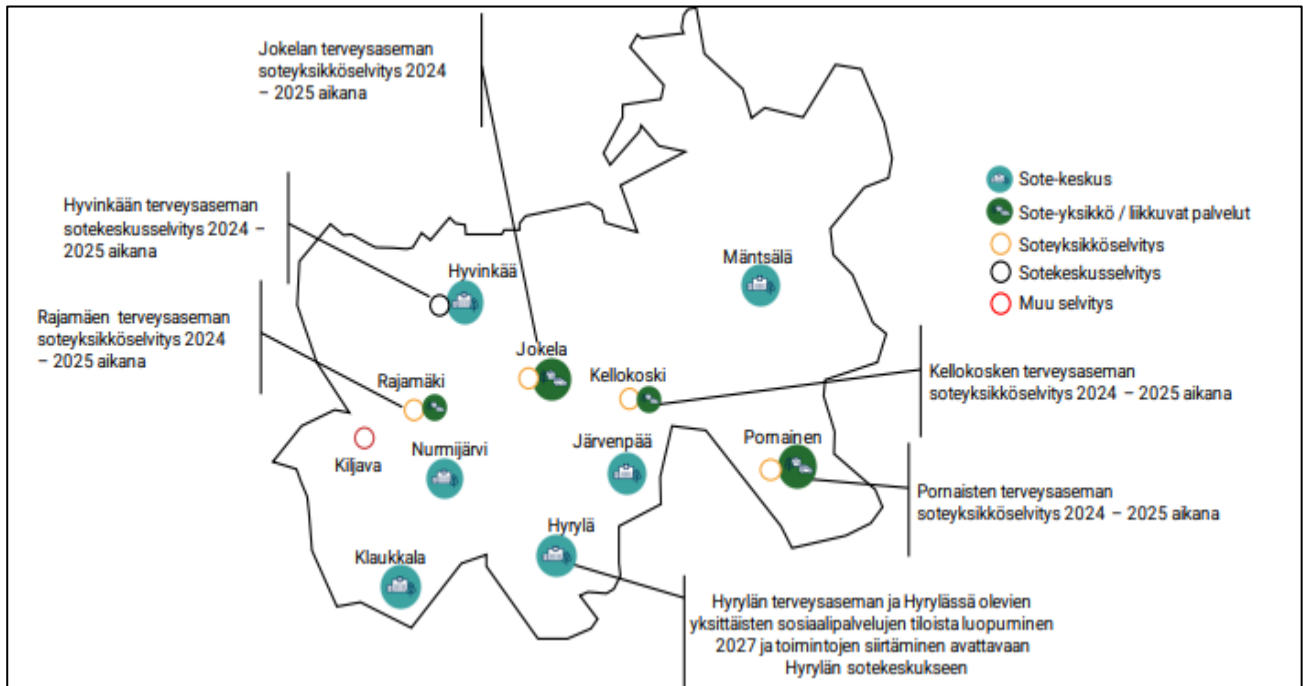 Jokelan terveysaseman
soteyksikköselvitys 2024
– 2025 aikana
Hyvinkään terveysaseman
sotekeskusselvitys 2024 –
2025 aikana
Rajamäen terveysaseman
soteyksikköselvitys 2024
– 2025 aikana
Hyvinkää
Mäntsälä
Jokela
Kellokoski
Rajamäki
Kiljava
Nurmijärvi
Järvenpää
Pornainen
Hyrylä
Klaukkala
Sote-keskus
Sote-yksikkö / liikkuvat palvelut
Soteyksikköselvitys
Sotekeskusselvitys
Muu selvitys
Kellokosken terveysaseman
soteyksikköselvitys 2024 – 2025 aikana
Pornaisten terveysaseman
soteyksikköselvitys 2024 – 2025 aikana
Hyrylän terveysaseman ja Hyrylässä olevien
yksittäisten sosiaalipalvelujen tiloista luopuminen
2027 ja toimintojen siirtäminen avattavaan
Hyrylän sotekeskukseen